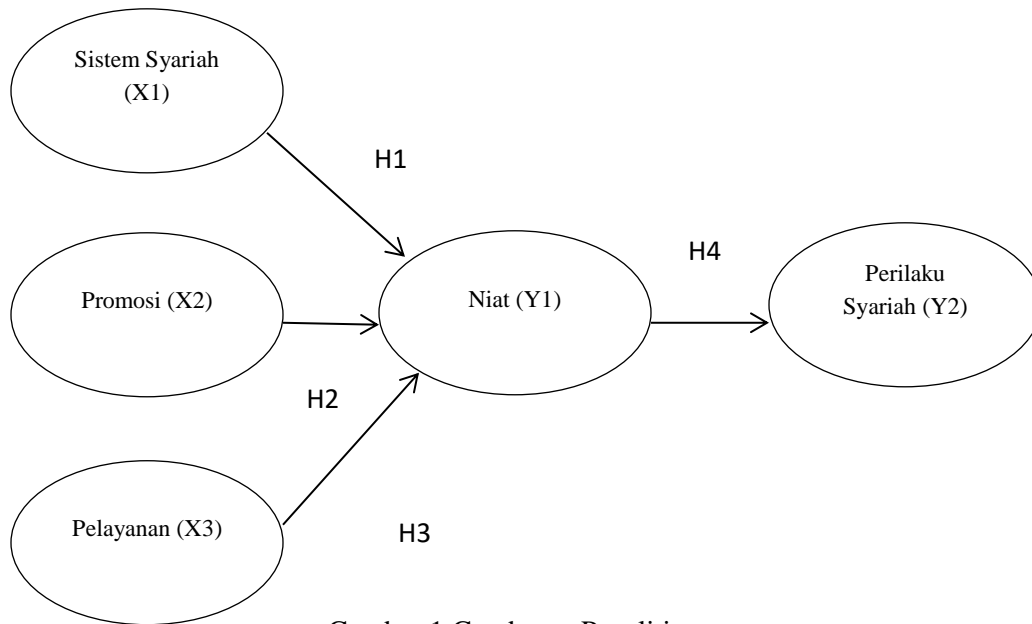 Sistem Syariah
(X1)
H1
Promosi (X2)
Niat (Y1)
H4
Perilaku
Syariah (Y2)
H2
Pelayanan (X3)
H3